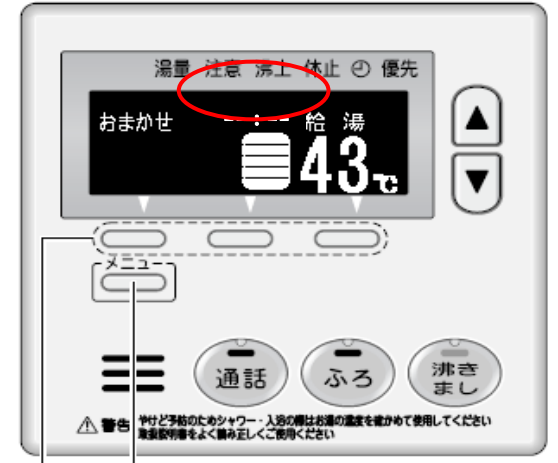 湯量 注意 沸上 休止 優先
おまかせ --:-- 給湯
43℃
メニュー
通話 ふろ 沸き
まし
警告 やけど予防のためシャワー・入浴の際はお湯の温度を確かめて使用してください
取扱説明書をよく読み正しくご使用ください